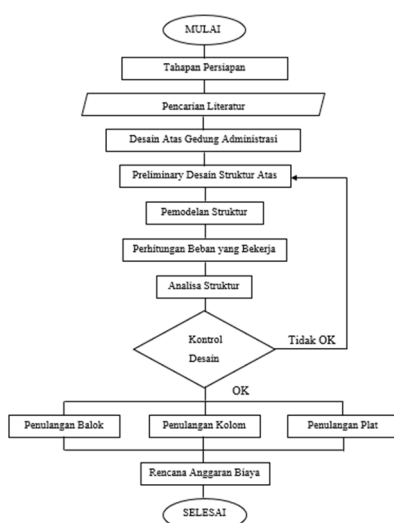 MULAI
Tahapan Persiapan
Pencarian Literatur
Desain Atas Gedung Administrasi
Preliminary Desain Struktur Atas
Pemodelan Struktur
Perhitungan Beban yang Bekerja
Analisa Struktur
Kontrol
Desain
Tidak OK
OK
Penulangan Balok
Penulangan Kolom
Penulangan Plat
Rencana Anggaran Biaya
SELESAI